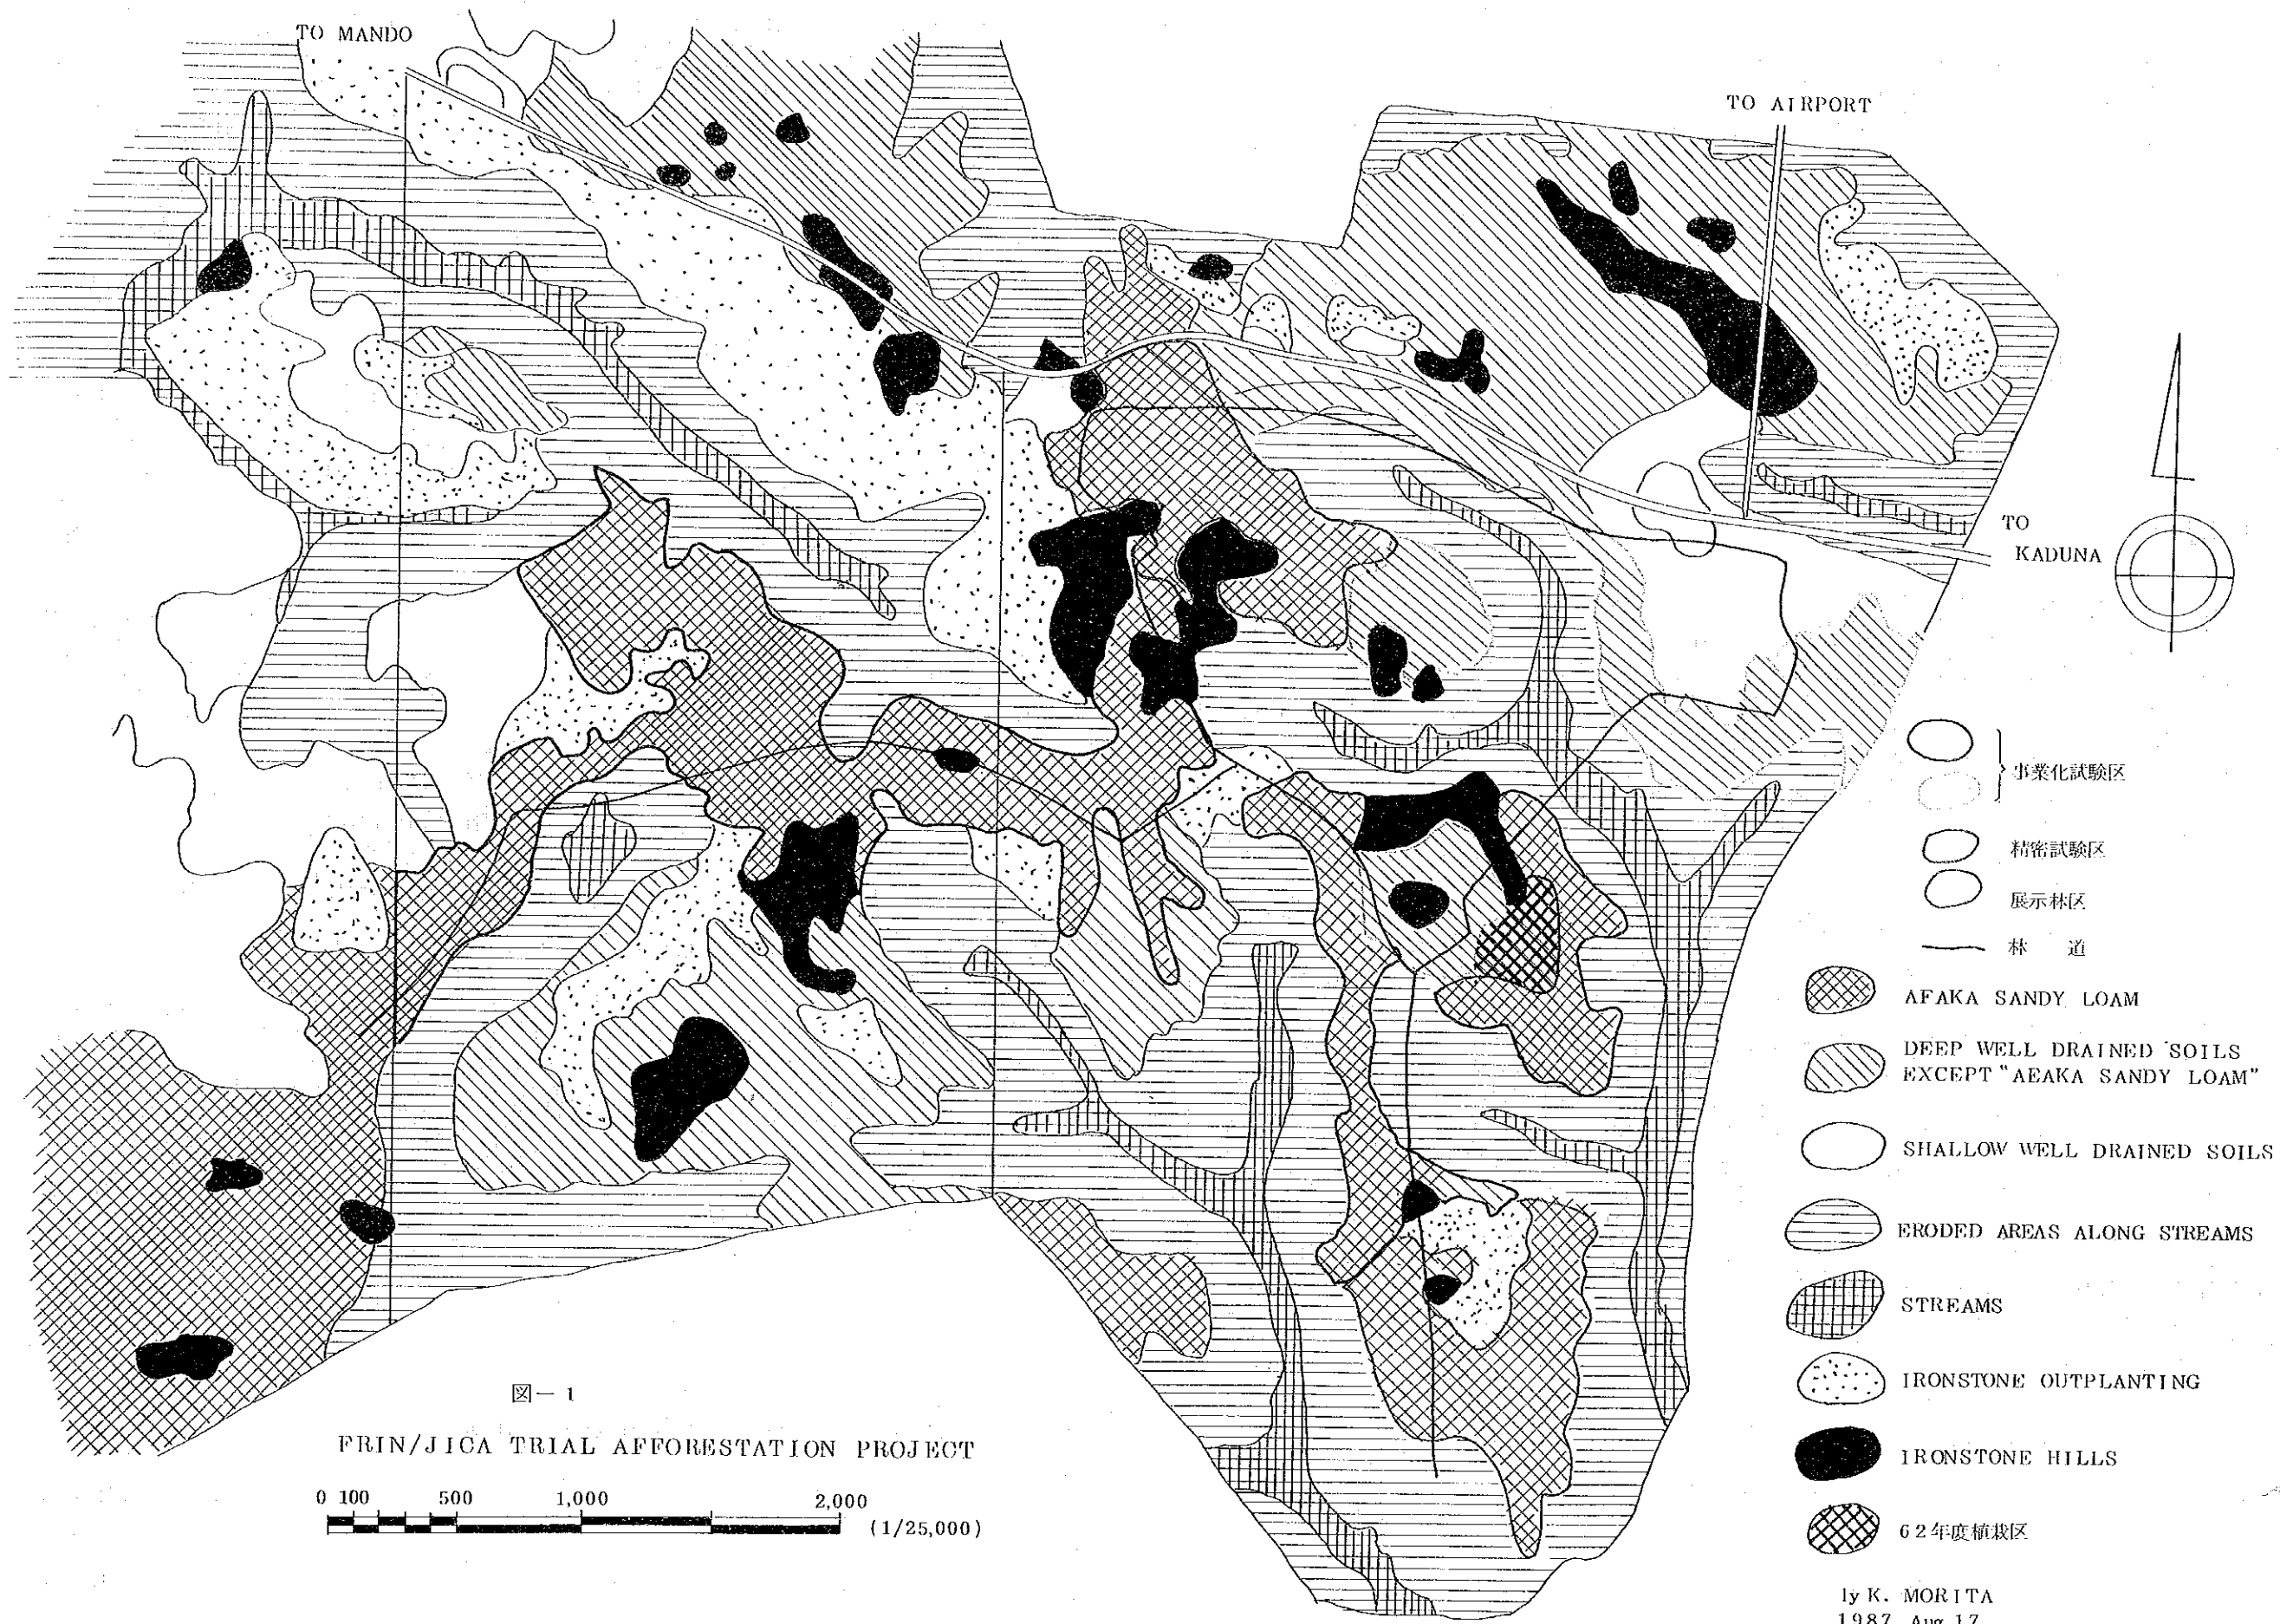 TO MANDO
TO AIRPORT
TO
KADUNA
事業化試験区
精密試験区
展示林区
林 道
AFAKA SANDY LOAM
DEEP WELL DRAINED SOILS
EXCEPT "AEAKA SANDY LOAM"
SHALLOW WELL DRAINED SOILS
ERODED AREAS ALONG STREAMS
STREAMS
IRONSTONE OUTPLANTING
IRONSTONE HILLS
62年度植栽区
図－1
FRIN/JICA TRIAL AFFORESTATION PROJECT
0 100 500 1,000 2,000
(1/25,000)
ly K. MORITA
1987 Aug 17